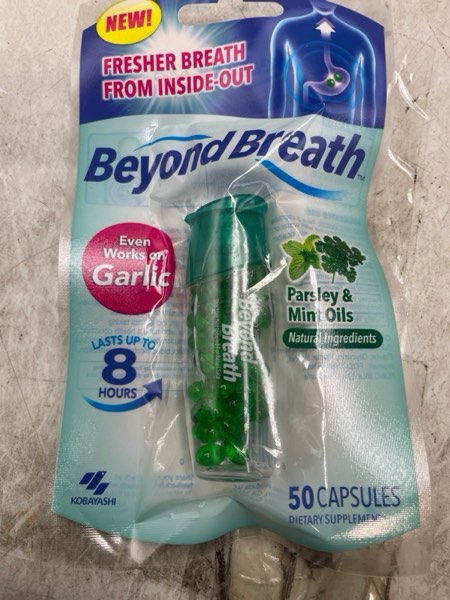 NEW!
FRESHER BREATH
FROM INSIDE-OUT
Beyond Breath™
Even
Works on
Garlic
Parsley &
Mint Oils
Natural Ingredients
LASTS UP TO
8
HOURS
Beyond
Breath
KOBAYASHI
50 CAPSULES
DIETARY SUPPLEMENT